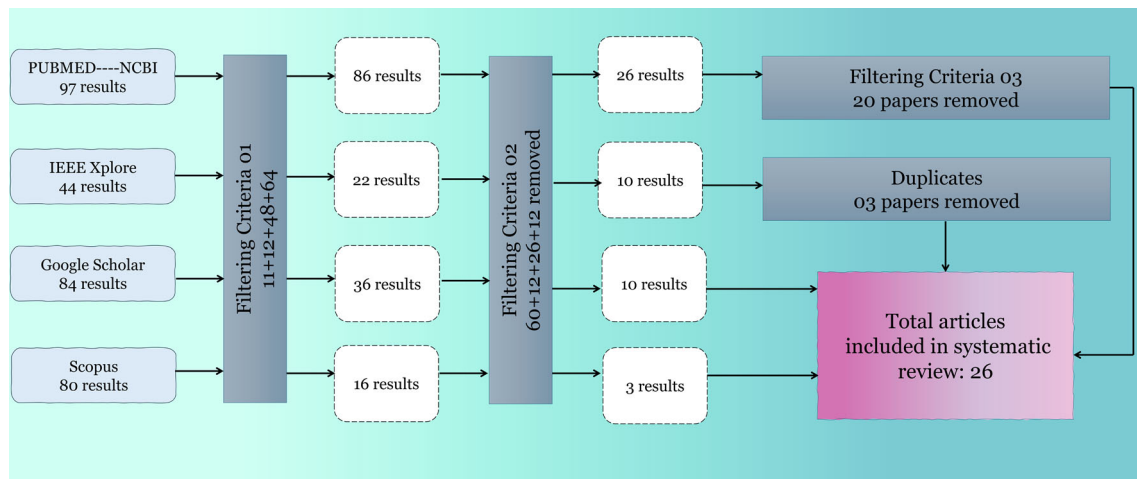 PUBMED----NCBI
97 results
IEEE Xplore
44 results
Google Scholar
84 results
Scopus
80 results
Filtering Criteria 01
11+12+48+64
86 results
22 results
36 results
16 results
Filtering Criteria 02
60+12+26+12 removed
26 results
10 results
10 results
3 results
Filtering Criteria 03
20 papers removed
Duplicates
03 papers removed
Total articles
included in systematic
review: 26